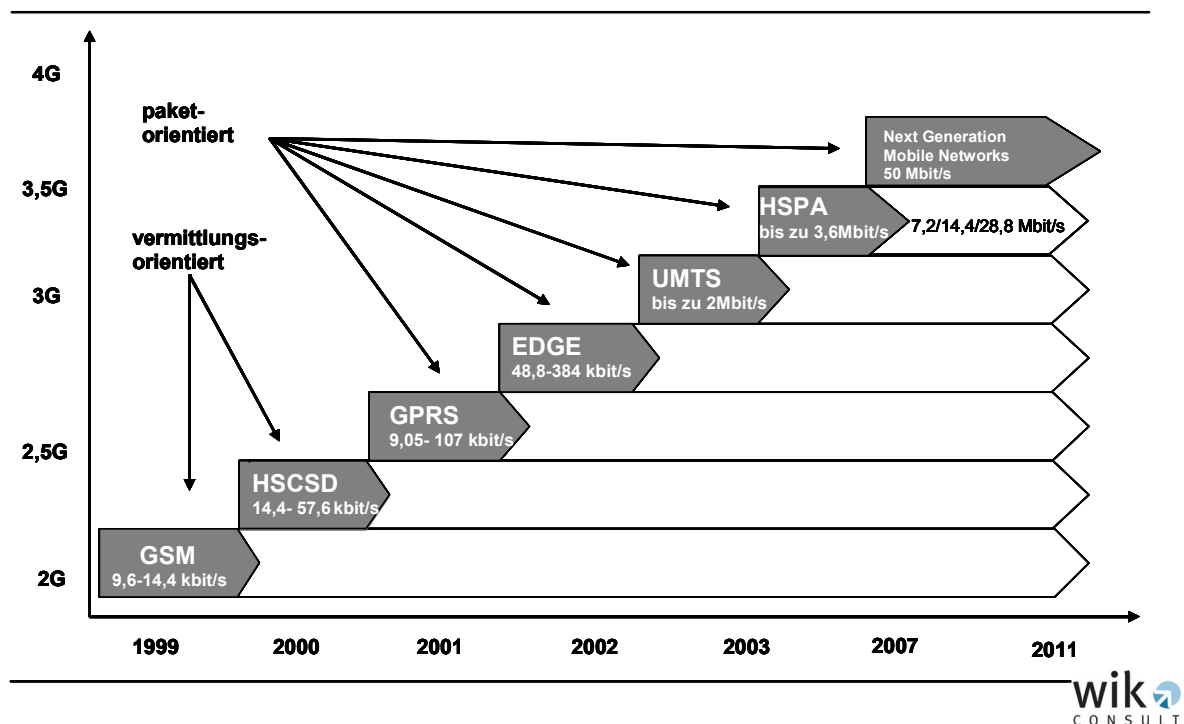 4G
paket-
orientiert
Next Generation
Mobile Networks
50 Mbit/s
3,5G
HSPA
bis zu 3,6Mbit/s
7,2/14,4/28,8 Mbit/s
vermittlungs-
orientiert
3G
UMTS
bis zu 2Mbit/s
EDGE
48,8-384 kbit/s
GPRS
9,05- 107 kbit/s
2,5G
HSCSD
14,4- 57,6 kbit/s
GSM
9,6-14,4 kbit/s
2G
1999 2000 2001 2002 2003 2007 2011
wik
CONSULT